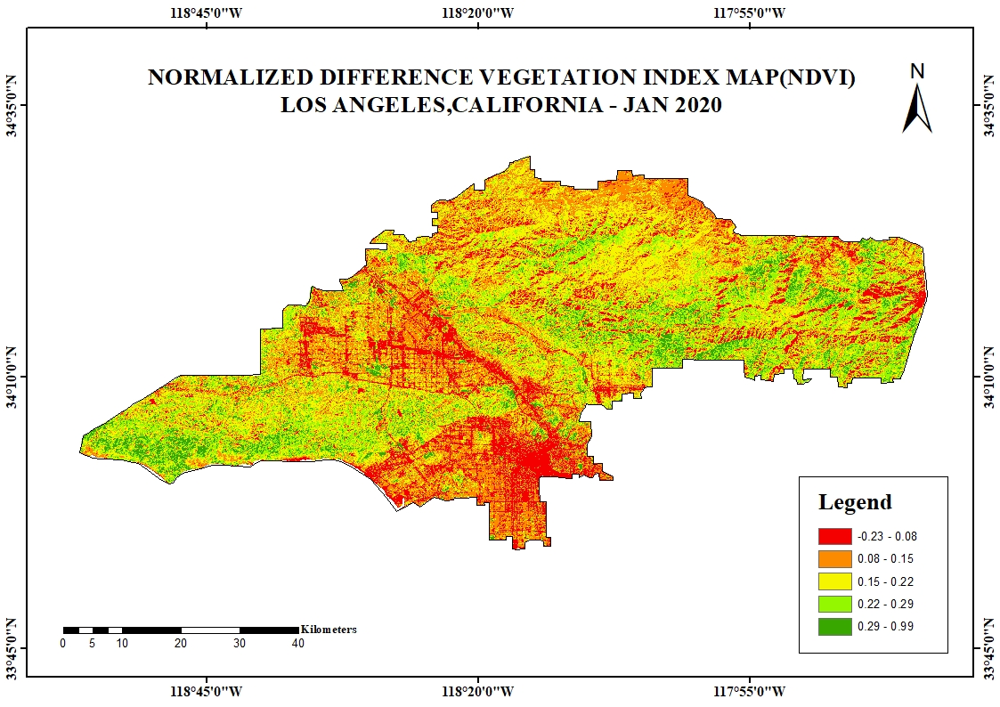 118°45'0"W 118°20'0"W 117°55'0"W
NORMALIZED DIFFERENCE VEGETATION INDEX MAP(NDVI)
LOS ANGELES,CALIFORNIA - JAN 2020
N
34°35'0"N 34°35'0"N
34°10'0"N 34°10'0"N
Legend
-0.23 - 0.08
0.08 - 0.15
0.15 - 0.22
0.22 - 0.29
0.29 - 0.99
Kilometers
0 5 10 20 30 40
33°45'0"N 33°45'0"N
118°45'0"W 118°20'0"W 117°55'0"W